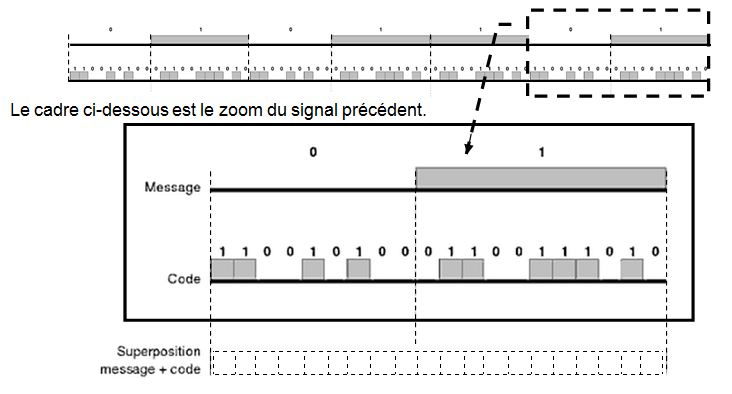 0 1 0 1 1 0 1
Le cadre ci-dessous est le zoom du signal précédent.
0 1
Message
1 1 0 0 1 0 1 0 0 0 1 1 0 0 1 1 1 0 1 0
Code
Superposition
message + code